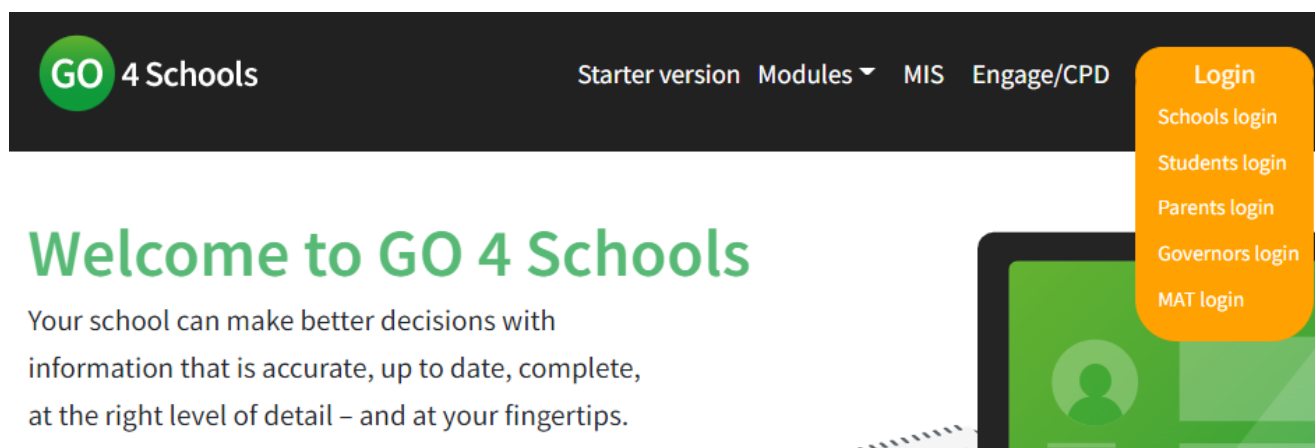 GO 4 Schools
Starter version Modules MIS Engage/CPD Login
Schools login
Students login
Parents login
Governors login
MAT login
Welcome to GO 4 Schools
Your school can make better decisions with
information that is accurate, up to date, complete,
at the right level of detail – and at your fingertips.